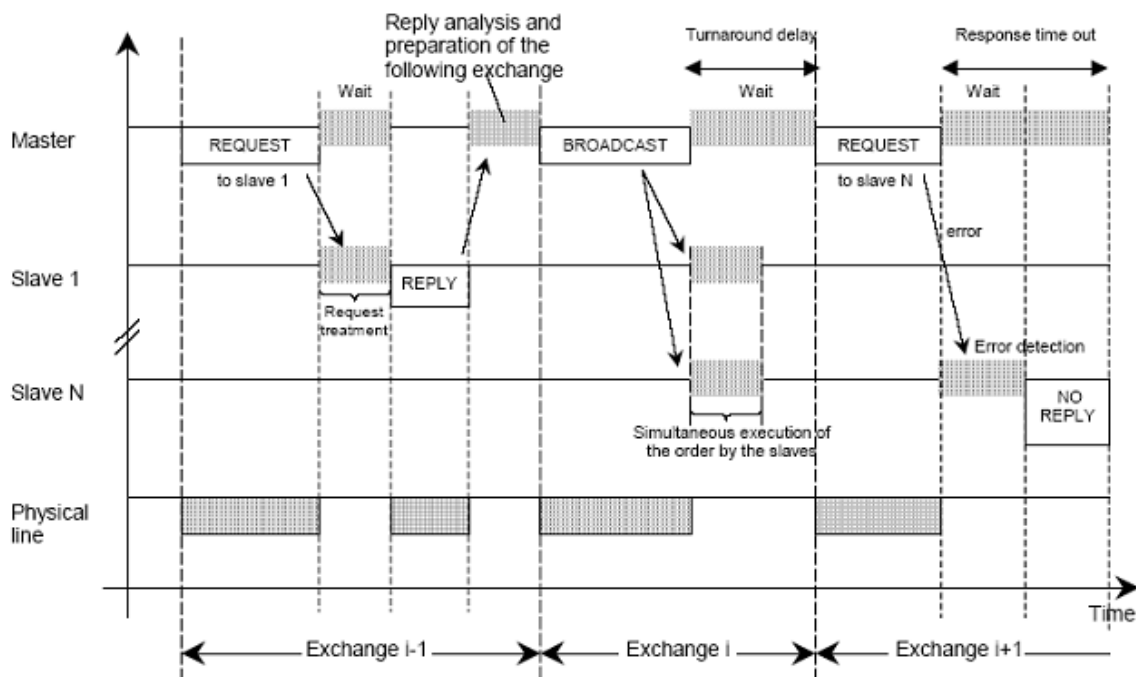 Reply analysis and
preparation of the
following exchange
Turnaround delay
Response time out
Wait
Wait
Wait
Master
REQUEST
BROADCAST
REQUEST
to slave 1
to slave N
error
Slave 1
REPLY
Request
treatment
Error detection
Slave N
NO
REPLY
Simultaneous execution of
the order by the slaves
Physical
line
Time
Exchange i-1
Exchange i
Exchange i+1